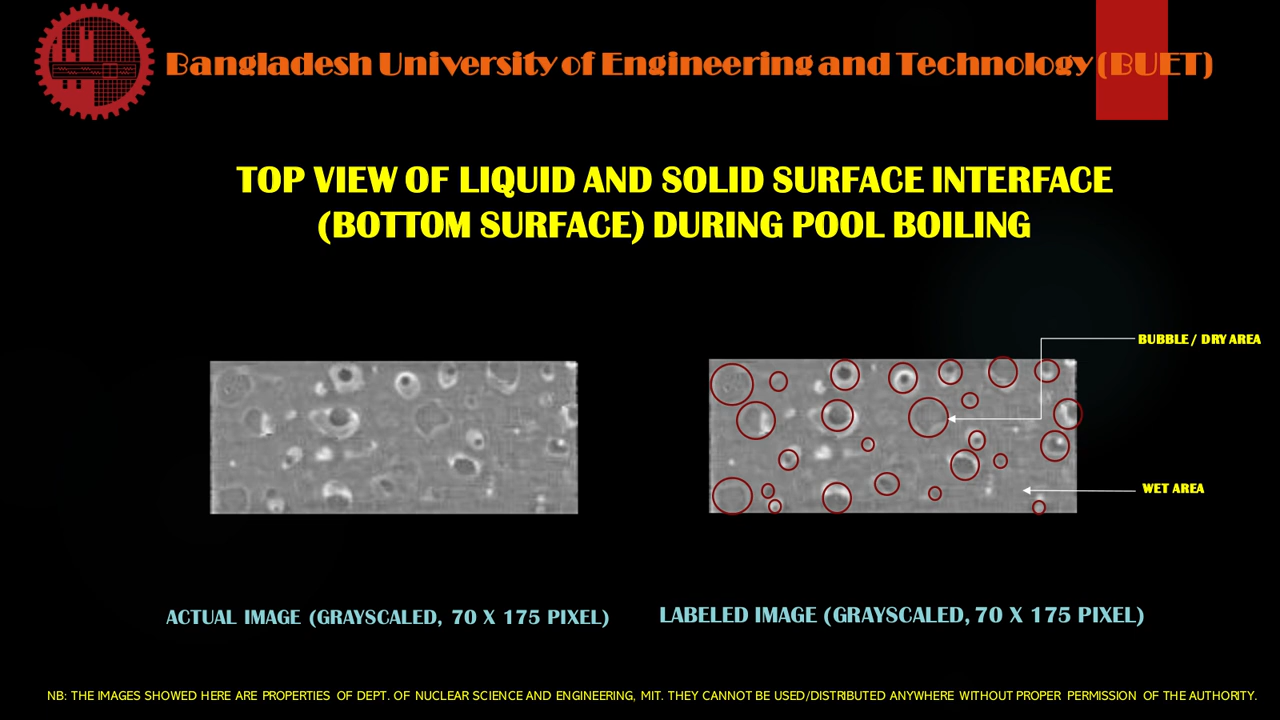 Bangladesh University of Engineering and Technology (BUET)
TOP VIEW OF LIQUID AND SOLID SURFACE INTERFACE
(BOTTOM SURFACE) DURING POOL BOILING
BUBBLE / DRY AREA
WET AREA
ACTUAL IMAGE (GRAYSCALED, 70 X 175 PIXEL)
LABELED IMAGE (GRAYSCALED, 70 X 175 PIXEL)
NB: THE IMAGES SHOWED HERE ARE PROPERTIES OF DEPT. OF NUCLEAR SCIENCE AND ENGINEERING, MIT. THEY CANNOT BE USED/DISTRIBUTED ANYWHERE WITHOUT PROPER PERMISSION OF THE AUTHORITY.